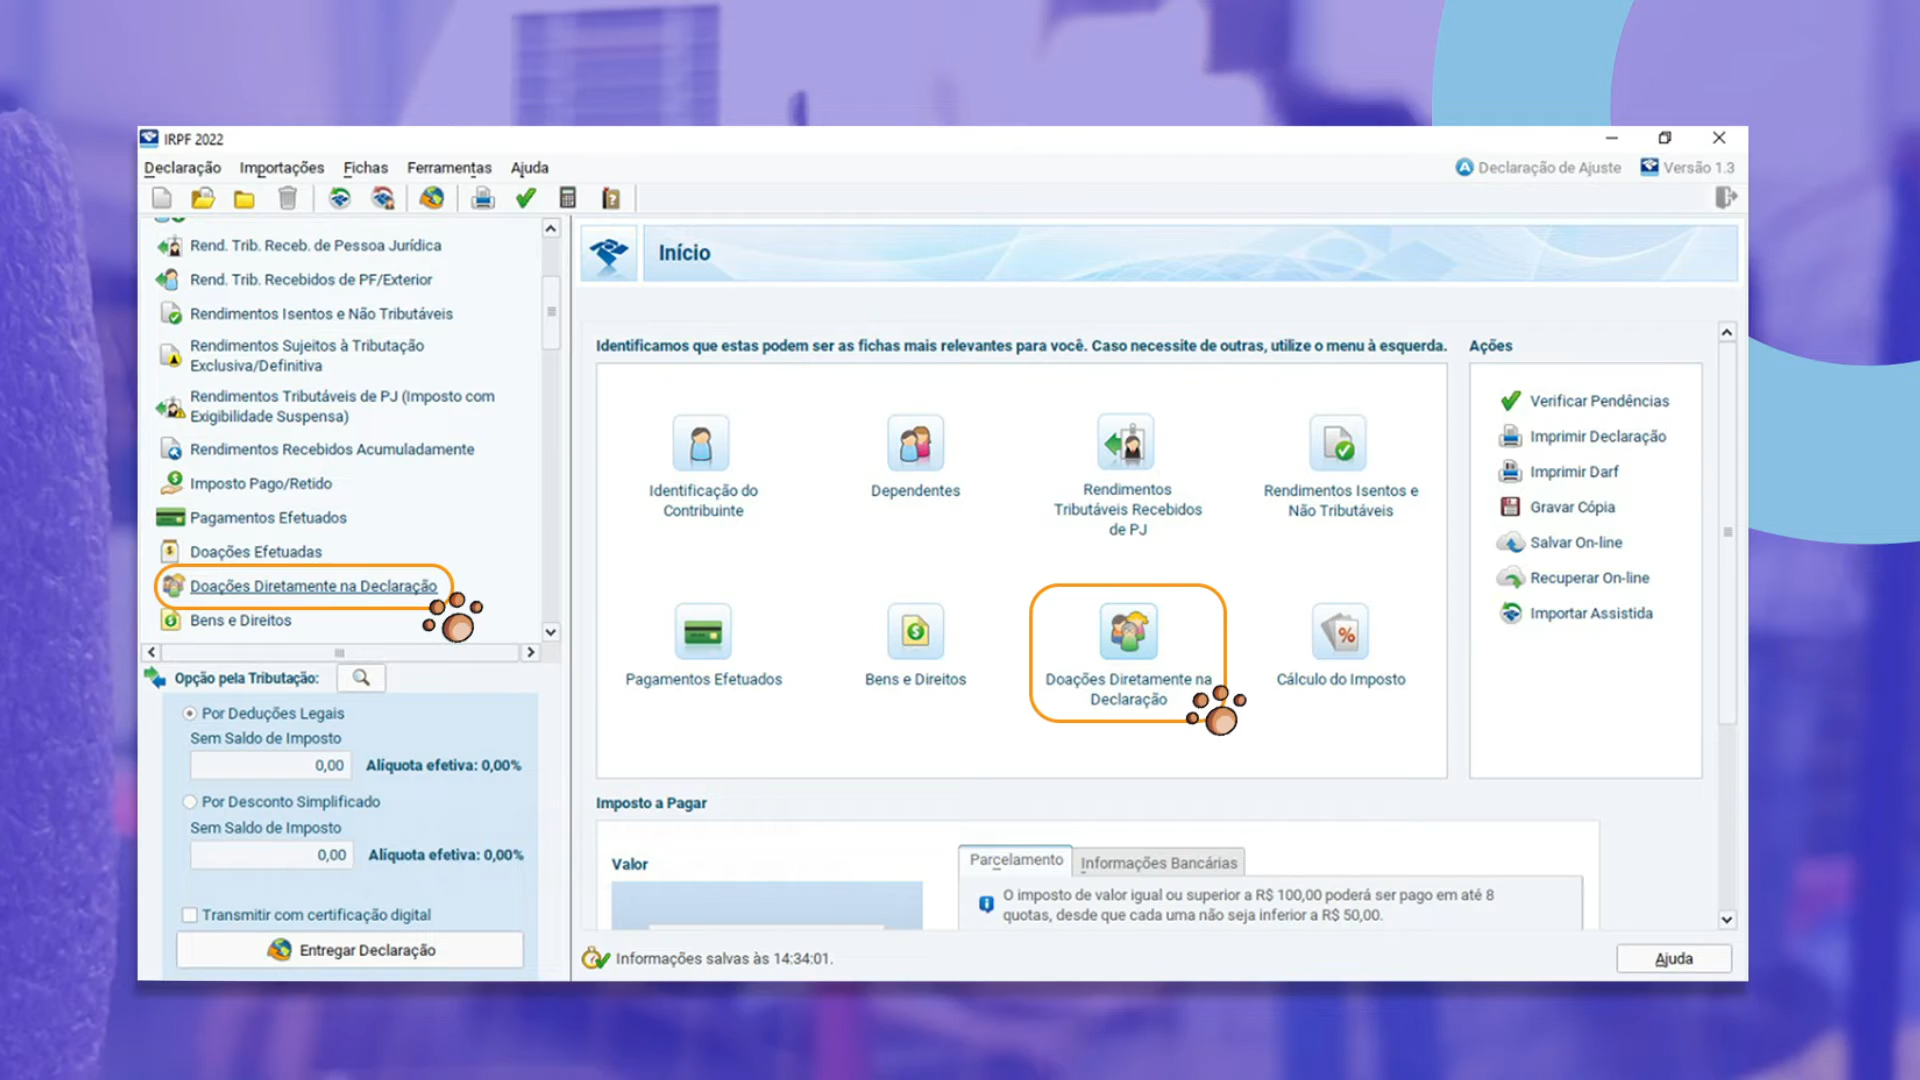 IRPF 2022
Declaração Importações Fichas Ferramentas Ajuda
Declaração de Ajuste Versão 1.3
Rend. Trib. Receb. de Pessoa Jurídica
Rend. Trib. Recebidos de PF/Exterior
Rendimentos Isentos e Não Tributáveis
Rendimentos Sujeitos à Tributação
Exclusiva/Definitiva
Rendimentos Tributáveis de PJ (Imposto com
Exigibilidade Suspensa)
Rendimentos Recebidos Acumuladamente
Imposto Pago/Retido
Pagamentos Efetuados
Doações Efetuadas
Doações Diretamente na Declaração
Bens e Direitos
Opção pela Tributação:
Por Deduções Legais
Sem Saldo de Imposto
0,00 Alíquota efetiva: 0,00%
Por Desconto Simplificado
Sem Saldo de Imposto
0,00 Alíquota efetiva: 0,00%
Transmitir com certificação digital
Entregar Declaração
Início
Identificamos que estas podem ser as fichas mais relevantes para você. Caso necessite de outras, utilize o menu à esquerda.
Identificação do
Contribuinte
Dependentes
Rendimentos
Tributáveis Recebidos
de PJ
Rendimentos Isentos e
Não Tributáveis
Pagamentos Efetuados
Bens e Direitos
Doações Diretamente na
Declaração
Cálculo do Imposto
Ações
Verificar Pendências
Imprimir Declaração
Imprimir Darf
Gravar Cópia
Salvar On-line
Recuperar On-line
Importar Assistida
Imposto a Pagar
Valor
Parcelamento Informações Bancárias
O imposto de valor igual ou superior a R$ 100,00 poderá ser pago em até 8
quotas, desde que cada uma não seja inferior a R$ 50,00.
Informações salvas às 14:34:01.
Ajuda